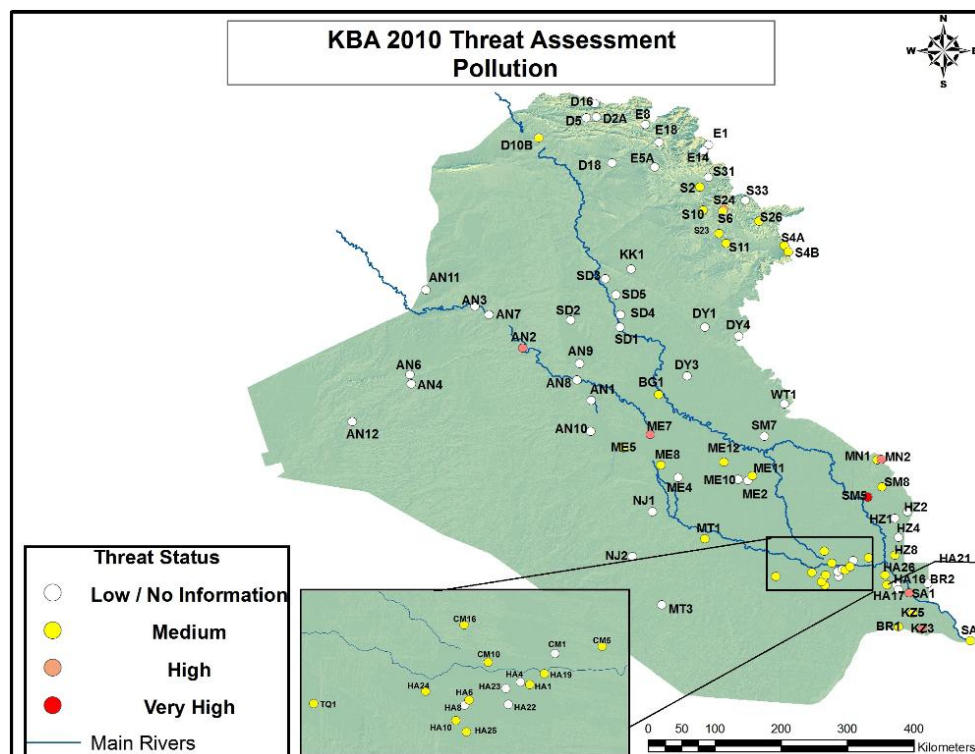 KBA 2010 Threat Assessment
Pollution
N
W
E
S
D16
D5
D2A
E8
E18
E1
D10B
D18
E5A
E14
S31
S2
S33
S24
S10
S6
S26
S23
S11
S4A
S4B
KK1
SD3
AN11
SD5
AN3
AN7
SD2
SD4
DY1
DY4
SD1
AN2
AN9
AN6
AN4
AN8
DY3
BG1
AN1
WT1
AN12
AN10
ME7
SM7
ME5
ME8
ME12
MN1
MN2
ME4
ME10
ME11
ME2
SM8
SM5
NJ1
HZ1
HZ2
MT1
HZ4
NJ2
HZ8
HA21
HA26
HA16
BR2
HA17
SA1
MT3
KZ5
BR1
KZ3
SA
Threat Status
Low / No Information
Medium
High
Very High
Main Rivers
CM16
CM1
CM5
CM10
HA4
HA19
HA24
HA23
HA1
HA6
TQ1
HA8
HA22
HA10
HA25
0 50 100 200 300 400
Kilometers